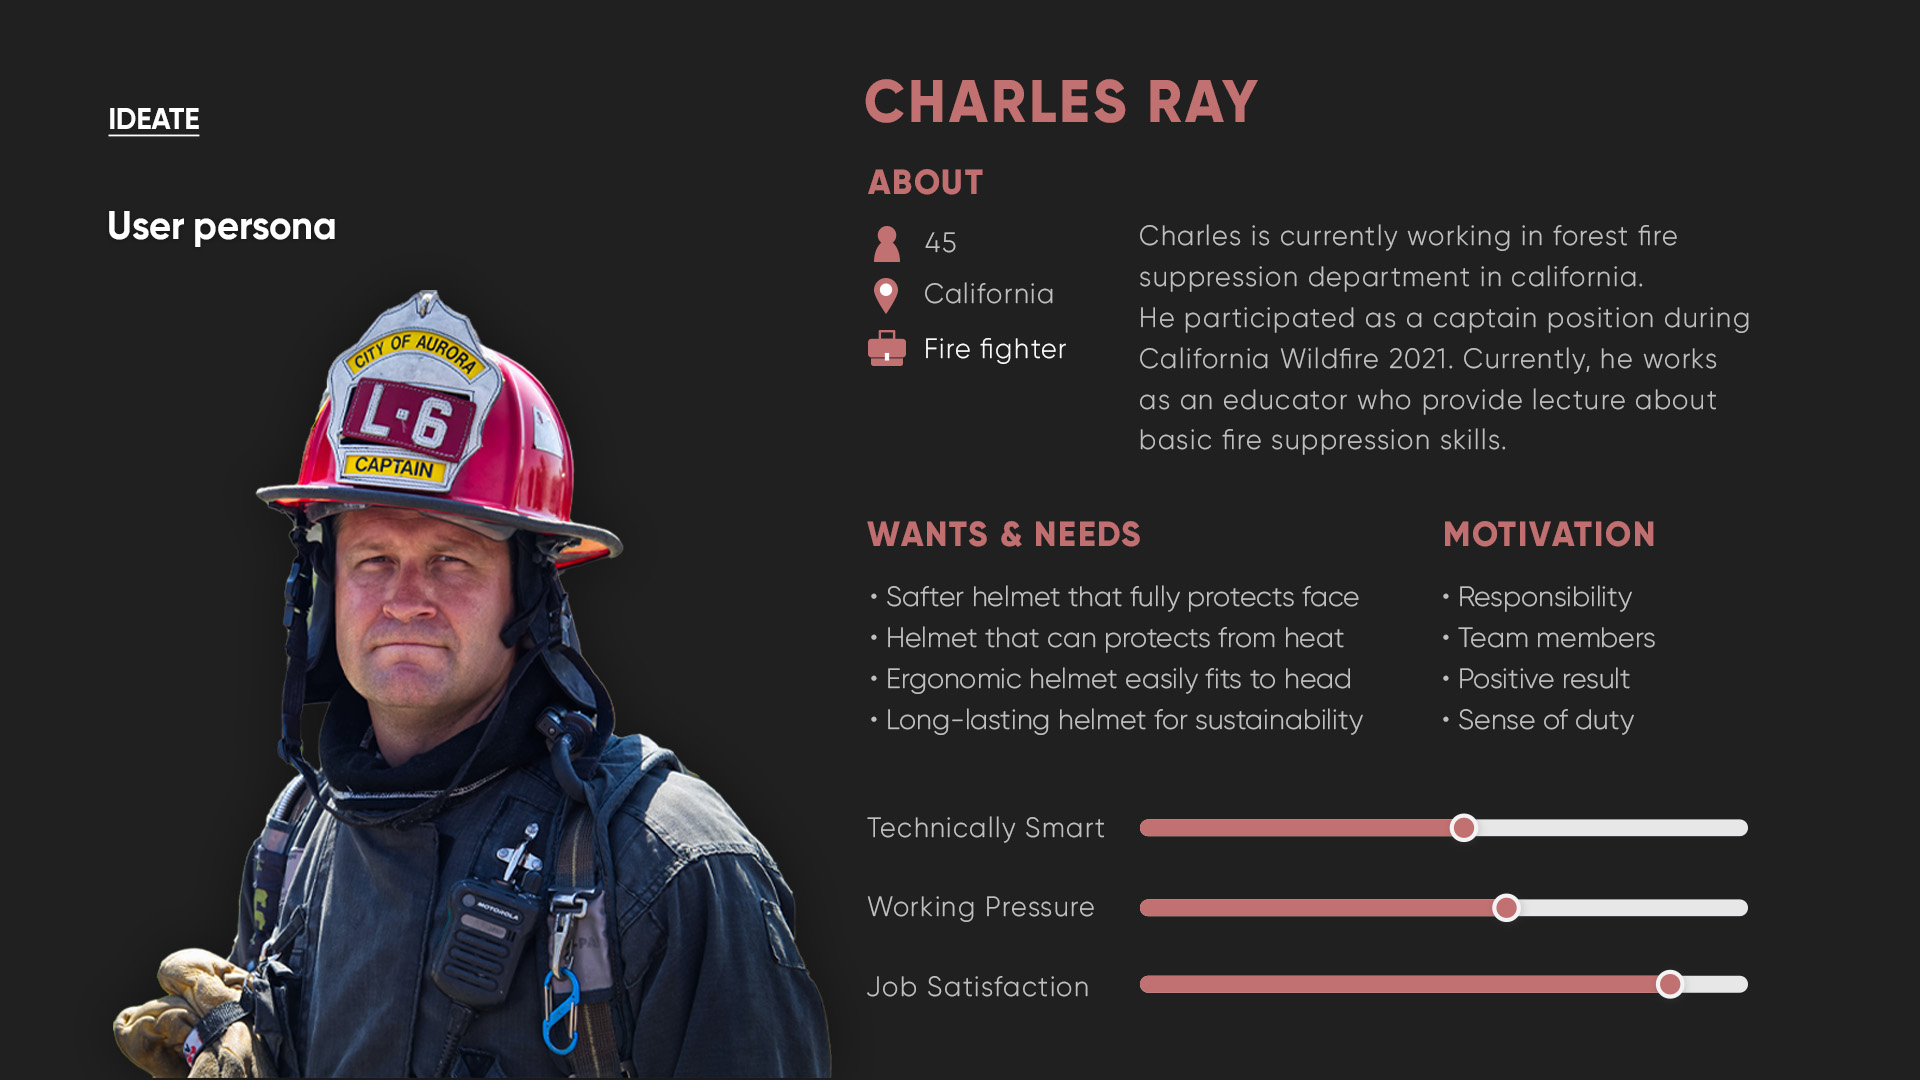 IDEATE
User persona
CITY OF AURORA
L·6
CAPTAIN
MOTOROLA
CHARLES RAY
ABOUT
45
California
Fire fighter
Charles is currently working in forest fire
suppression department in california.
He participated as a captain position during
California Wildfire 2021. Currently, he works
as an educator who provide lecture about
basic fire suppression skills.
WANTS & NEEDS
• Safter helmet that fully protects face
• Helmet that can protects from heat
• Ergonomic helmet easily fits to head
• Long-lasting helmet for sustainability
MOTIVATION
• Responsibility
• Team members
• Positive result
• Sense of duty
Technically Smart
Working Pressure
Job Satisfaction